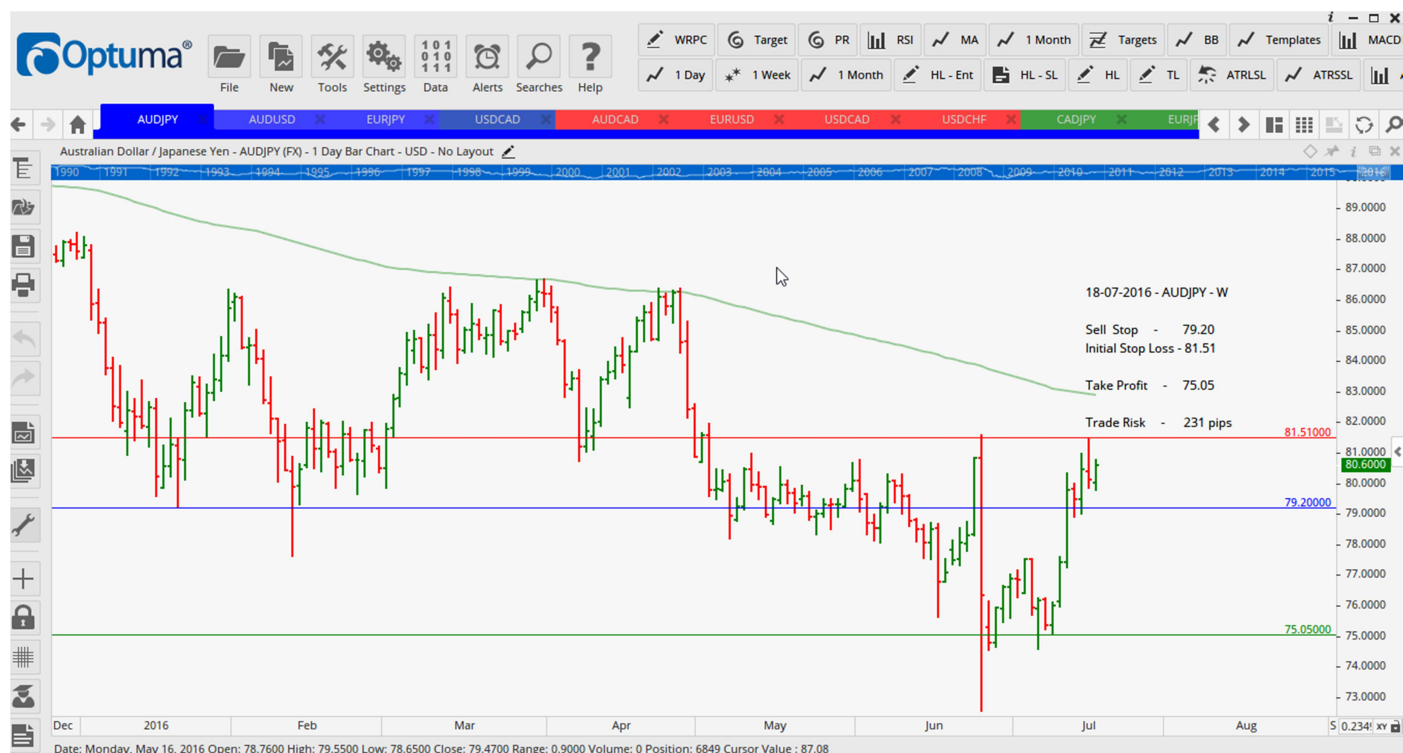 i
Optuma®
File New Tools Settings Data Alerts Searches Help
101
010
111
WRPC Target PR RSI MA 1 Month Targets BB Templates MACD
1 Day 1 Week 1 Month HL - Ent HL - SL HL TL ATRLSL ATRSSL
AUDJPY AUDUSD EURJPY USDCAD AUDCAD EURUSD USDCAD USDCHF CADJPY
Australian Dollar / Japanese Yen - AUDJPY (FX) - 1 Day Bar Chart - USD - No Layout
1990 1991 1992 1993 1994 1995 1996 1997 1998 1999 2000 2001 2002 2003 2004 2005 2006 2007 2008 2009 2010 2011 2012 2013 2014 2015 2016
89.0000
88.0000
87.0000
18-07-2016 - AUDJPY - W
86.0000
Sell Stop - 79.20
85.0000
Initial Stop Loss - 81.51
84.0000
Take Profit - 75.05
83.0000
Trade Risk - 231 pips
82.0000
81.51000
81.0000
80.6000
80.0000
79.20000
79.0000
78.0000
77.0000
76.0000
75.05000
75.0000
74.0000
73.0000
Dec 2016 Feb Mar Apr May Jun Jul Aug S XY
Date: Monday, May 16, 2016 Open: 78.7600 High: 79.5500 Low: 78.6500 Close: 79.4700 Range: 0.9000 Volume: 0 Position: 6849 Cursor Value : 87.08